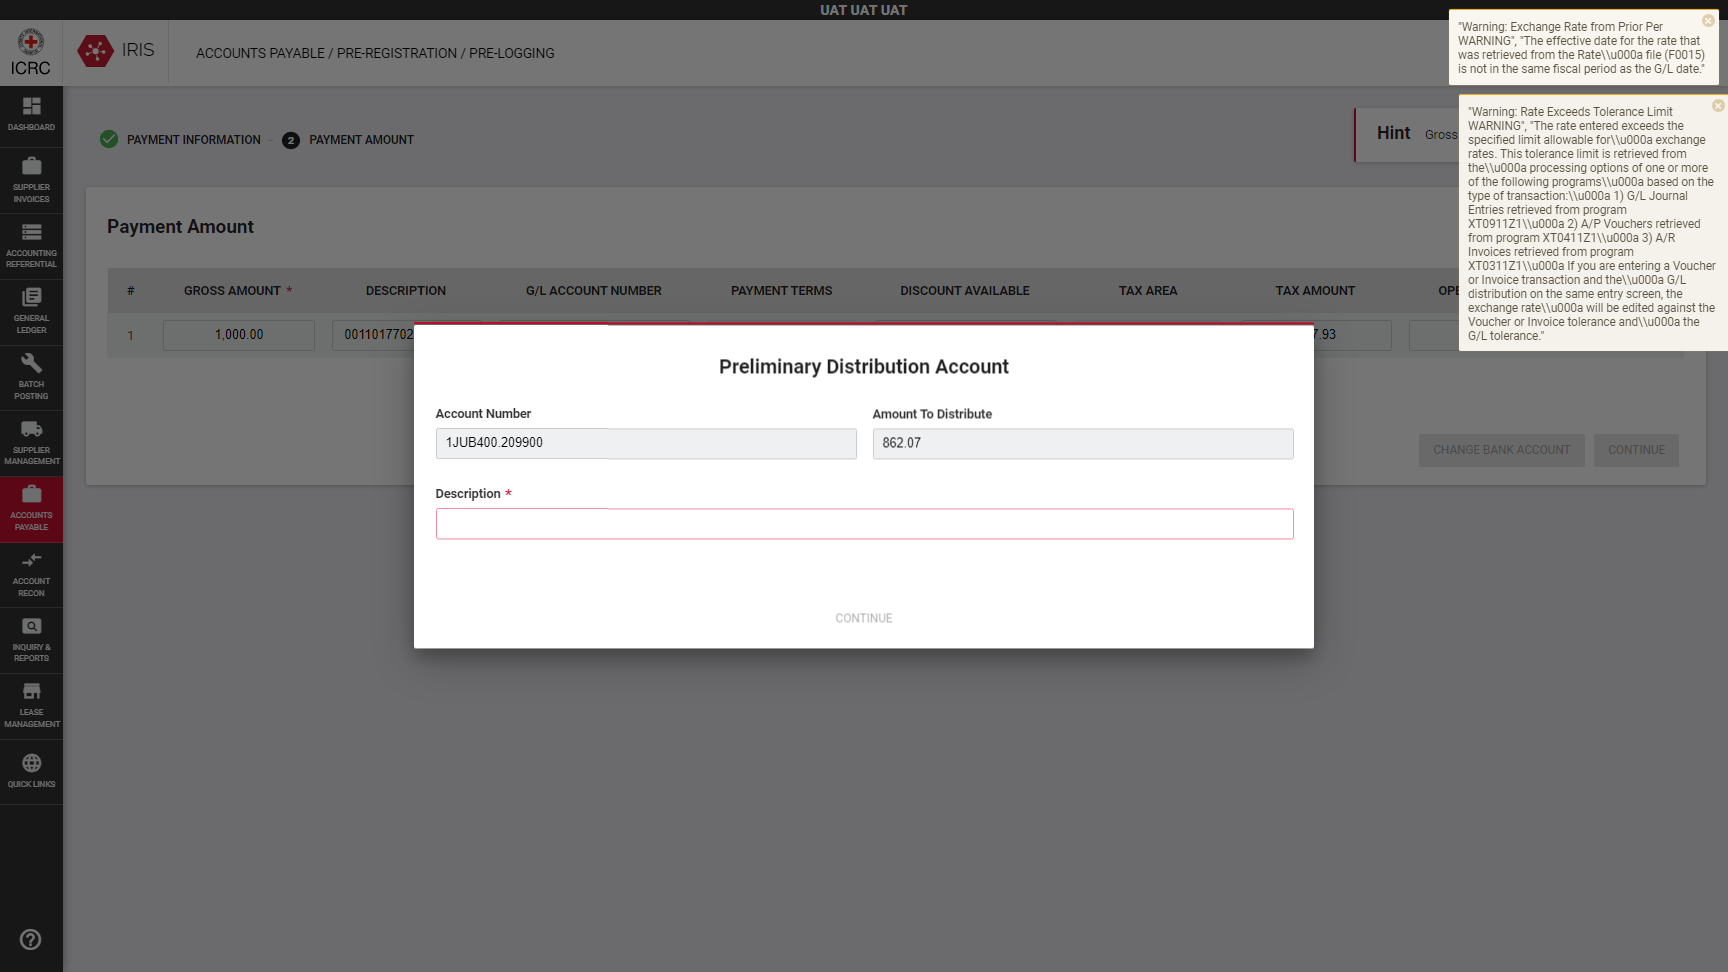 UAT UAT UAT
ICRC
IRIS
ACCOUNTS PAYABLE / PRE-REGISTRATION / PRE-LOGGING
"Warning: Exchange Rate from Prior Per
WARNING", "The effective date for the rate that
was retrieved from the Rate\\u000a file (F0015)
is not in the same fiscal period as the G/L date."
"Warning: Rate Exceeds Tolerance Limit
WARNING", "The rate entered exceeds the
specified limit allowable for\\u000a exchange
rates. This tolerance limit is retrieved from
the\\u000a processing options of one or more
of the following programs\\u000a based on the
type of transaction:\\u000a 1) G/L Journal
Entries retrieved from program
XT0911Z1\\u000a 2) A/P Vouchers retrieved
from program XT0411Z1\\u000a 3) A/R
Invoices retrieved from program
XT0311Z1\\u000a If you are entering a Voucher
or Invoice transaction and the\\u000a G/L
distribution on the same entry screen, the
exchange rate\\u000a will be edited against the
Voucher or Invoice tolerance and\\u000a the
G/L tolerance."
DASHBOARD
SUPPLIER
INVOICES
ACCOUNTING
REFERENTIAL
GENERAL
LEDGER
BATCH
POSTING
SUPPLIER
MANAGEMENT
ACCOUNTS
PAYABLE
ACCOUNT
RECON
INQUIRY &
REPORTS
LEASE
MANAGEMENT
QUICK LINKS
PAYMENT INFORMATION - 2 PAYMENT AMOUNT
Hint Gross
Payment Amount
# GROSS AMOUNT * DESCRIPTION G/L ACCOUNT NUMBER PAYMENT TERMS DISCOUNT AVAILABLE TAX AREA TAX AMOUNT OPE
1 1,000.00 0011017702 7.93
CHANGE BANK ACCOUNT CONTINUE
Preliminary Distribution Account
Account Number Amount To Distribute
1JUB400.209900 862.07
Description *
CONTINUE